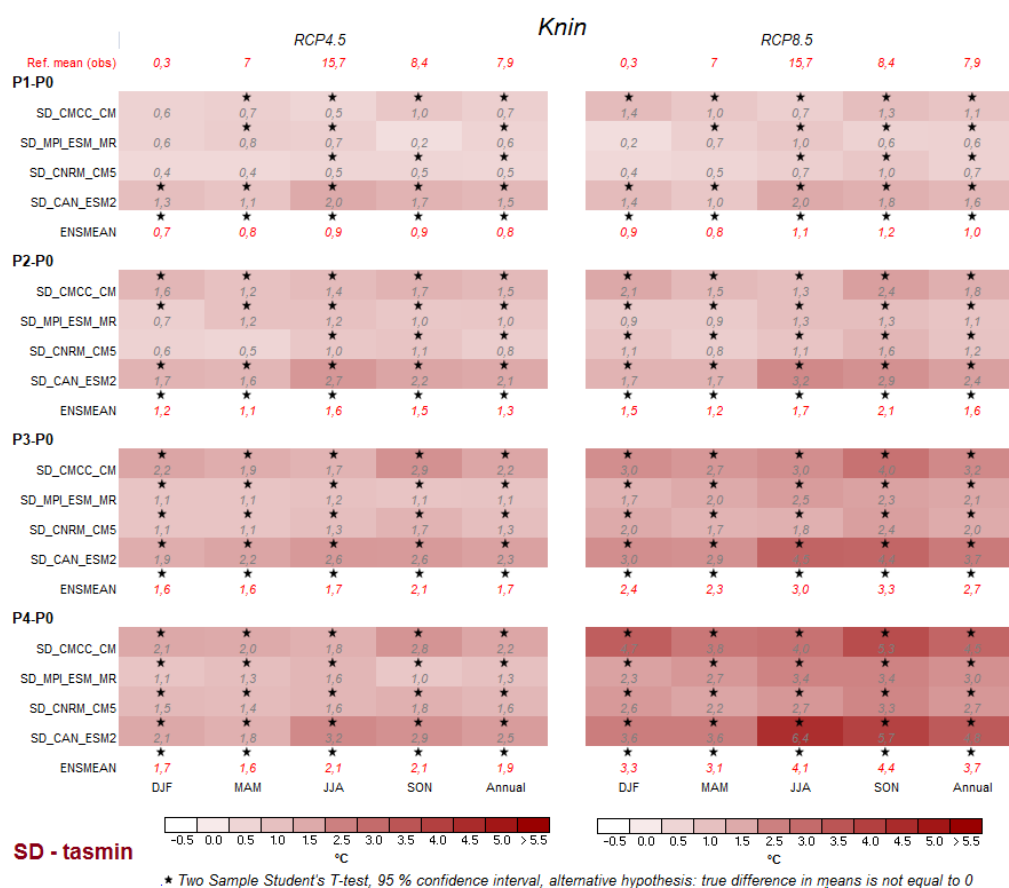 Knin
RCP4.5 RCP8.5
Ref. mean (obs) 0,3 7 15,7 8,4 7,9 0,3 7 15,7 8,4 7,9
P1-P0
★ ★ ★ ★ ★ ★ ★ ★ ★
SD_CMCC_CM 0,6 0,7 0,5 1,0 0,7 1,4 1,0 0,7 1,3 1,1
★ ★ ★ ★ ★ ★ ★
SD_MPI_ESM_MR 0,6 0,8 0,7 0,2 0,6 0,2 0,7 1,0 0,6 0,6
★ ★ ★ ★ ★ ★
SD_CNRM_CM5 0,4 0,4 0,5 0,5 0,5 0,4 0,5 0,7 1,0 0,7
★ ★ ★ ★ ★ ★ ★ ★ ★ ★
SD_CAN_ESM2 1,3 1,1 2,0 1,7 1,5 1,4 1,0 2,0 1,8 1,6
★ ★ ★ ★ ★ ★ ★ ★ ★ ★
ENSMEAN 0,7 0,8 0,9 0,9 0,8 0,9 0,8 1,1 1,2 1,0
P2-P0
★ ★ ★ ★ ★ ★ ★ ★ ★ ★
SD_CMCC_CM 1,6 1,2 1,4 1,7 1,5 2,1 1,5 1,3 2,4 1,8
★ ★ ★ ★ ★ ★ ★ ★ ★ ★
SD_MPI_ESM_MR 0,7 1,2 1,2 1,0 1,0 0,9 0,9 1,3 1,3 1,1
★ ★ ★ ★ ★ ★ ★ ★
SD_CNRM_CM5 0,6 0,5 1,0 1,1 0,8 1,1 0,8 1,1 1,6 1,2
★ ★ ★ ★ ★ ★ ★ ★ ★ ★
SD_CAN_ESM2 1,7 1,6 2,7 2,2 2,1 1,7 1,7 3,2 2,9 2,4
★ ★ ★ ★ ★ ★ ★ ★ ★ ★
ENSMEAN 1,2 1,1 1,6 1,5 1,3 1,5 1,2 1,7 2,1 1,6
P3-P0
★ ★ ★ ★ ★ ★ ★ ★ ★ ★
SD_CMCC_CM 2,2 1,9 1,7 2,9 2,2 3,0 2,7 3,0 4,0 3,2
★ ★ ★ ★ ★ ★ ★ ★ ★ ★
SD_MPI_ESM_MR 1,1 1,1 1,2 1,1 1,1 1,7 2,0 2,5 2,3 2,1
★ ★ ★ ★ ★ ★ ★ ★ ★ ★
SD_CNRM_CM5 1,1 1,1 1,3 1,7 1,3 2,0 1,7 1,8 2,4 2,0
★ ★ ★ ★ ★ ★ ★ ★ ★ ★
SD_CAN_ESM2 1,9 2,2 2,6 2,6 2,3 3,0 2,9 3,7
★ ★ ★ ★ ★ ★ ★ ★ ★ ★
ENSMEAN 1,6 1,6 1,7 2,1 1,7 2,4 2,3 3,0 3,3 2,7
P4-P0
★ ★ ★ ★ ★ ★ ★ ★ ★ ★
SD_CMCC_CM 2,1 2,0 1,8 2,8 2,2 4,7 3,8 4,0 5,3
★ ★ ★ ★ ★ ★ ★ ★ ★ ★
SD_MPI_ESM_MR 1,1 1,3 1,6 1,0 1,3 2,3 2,7 3,4 3,4 3,0
★ ★ ★ ★ ★ ★ ★ ★ ★ ★
SD_CNRM_CM5 1,5 1,4 1,6 1,8 1,6 2,6 2,2 2,7 3,3 2,7
★ ★ ★ ★ ★ ★ ★ ★ ★ ★
SD_CAN_ESM2 2,1 1,8 3,2 2,9 2,5 3,6 3,6 6,4 5,7
★ ★ ★ ★ ★ ★ ★ ★ ★ ★
ENSMEAN 1,7 1,6 2,1 2,1 1,9 3,3 3,1 4,1 4,4 3,7
DJF MAM JJA SON Annual DJF MAM JJA SON Annual
−0.5 0.0 0.5 1.5 2.5 3.5 4.0 4.5 5.0 > 5.5 −0.5 0.0 0.5 1.5 2.5 3.5 4.0 4.5 5.0 > 5.5
°C °C
SD - tasmin
.★ Two Sample Student's T-test, 95 % confidence interval, alternative hypothesis: true difference in means is not equal to 0